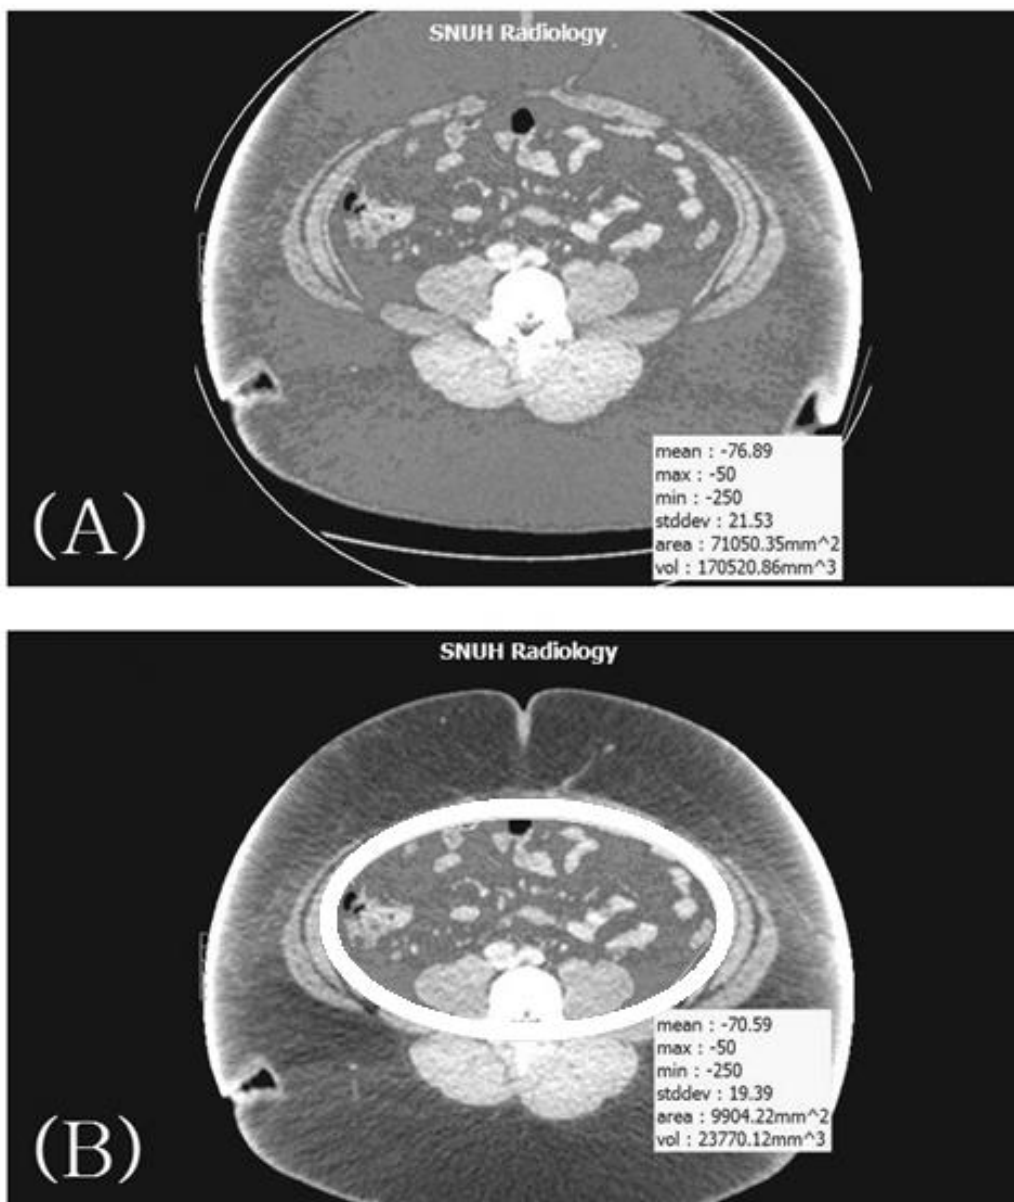 SNUH Radiology
mean : -76.89
max : -50
min : -250
stddev : 21.53
area : 71050.35mm^2
vol : 170520.86mm^3
(A)
SNUH Radiology
mean : -70.59
max : -50
min : -250
stddev : 19.39
area : 9904.22mm^2
vol : 23770.12mm^3
(B)